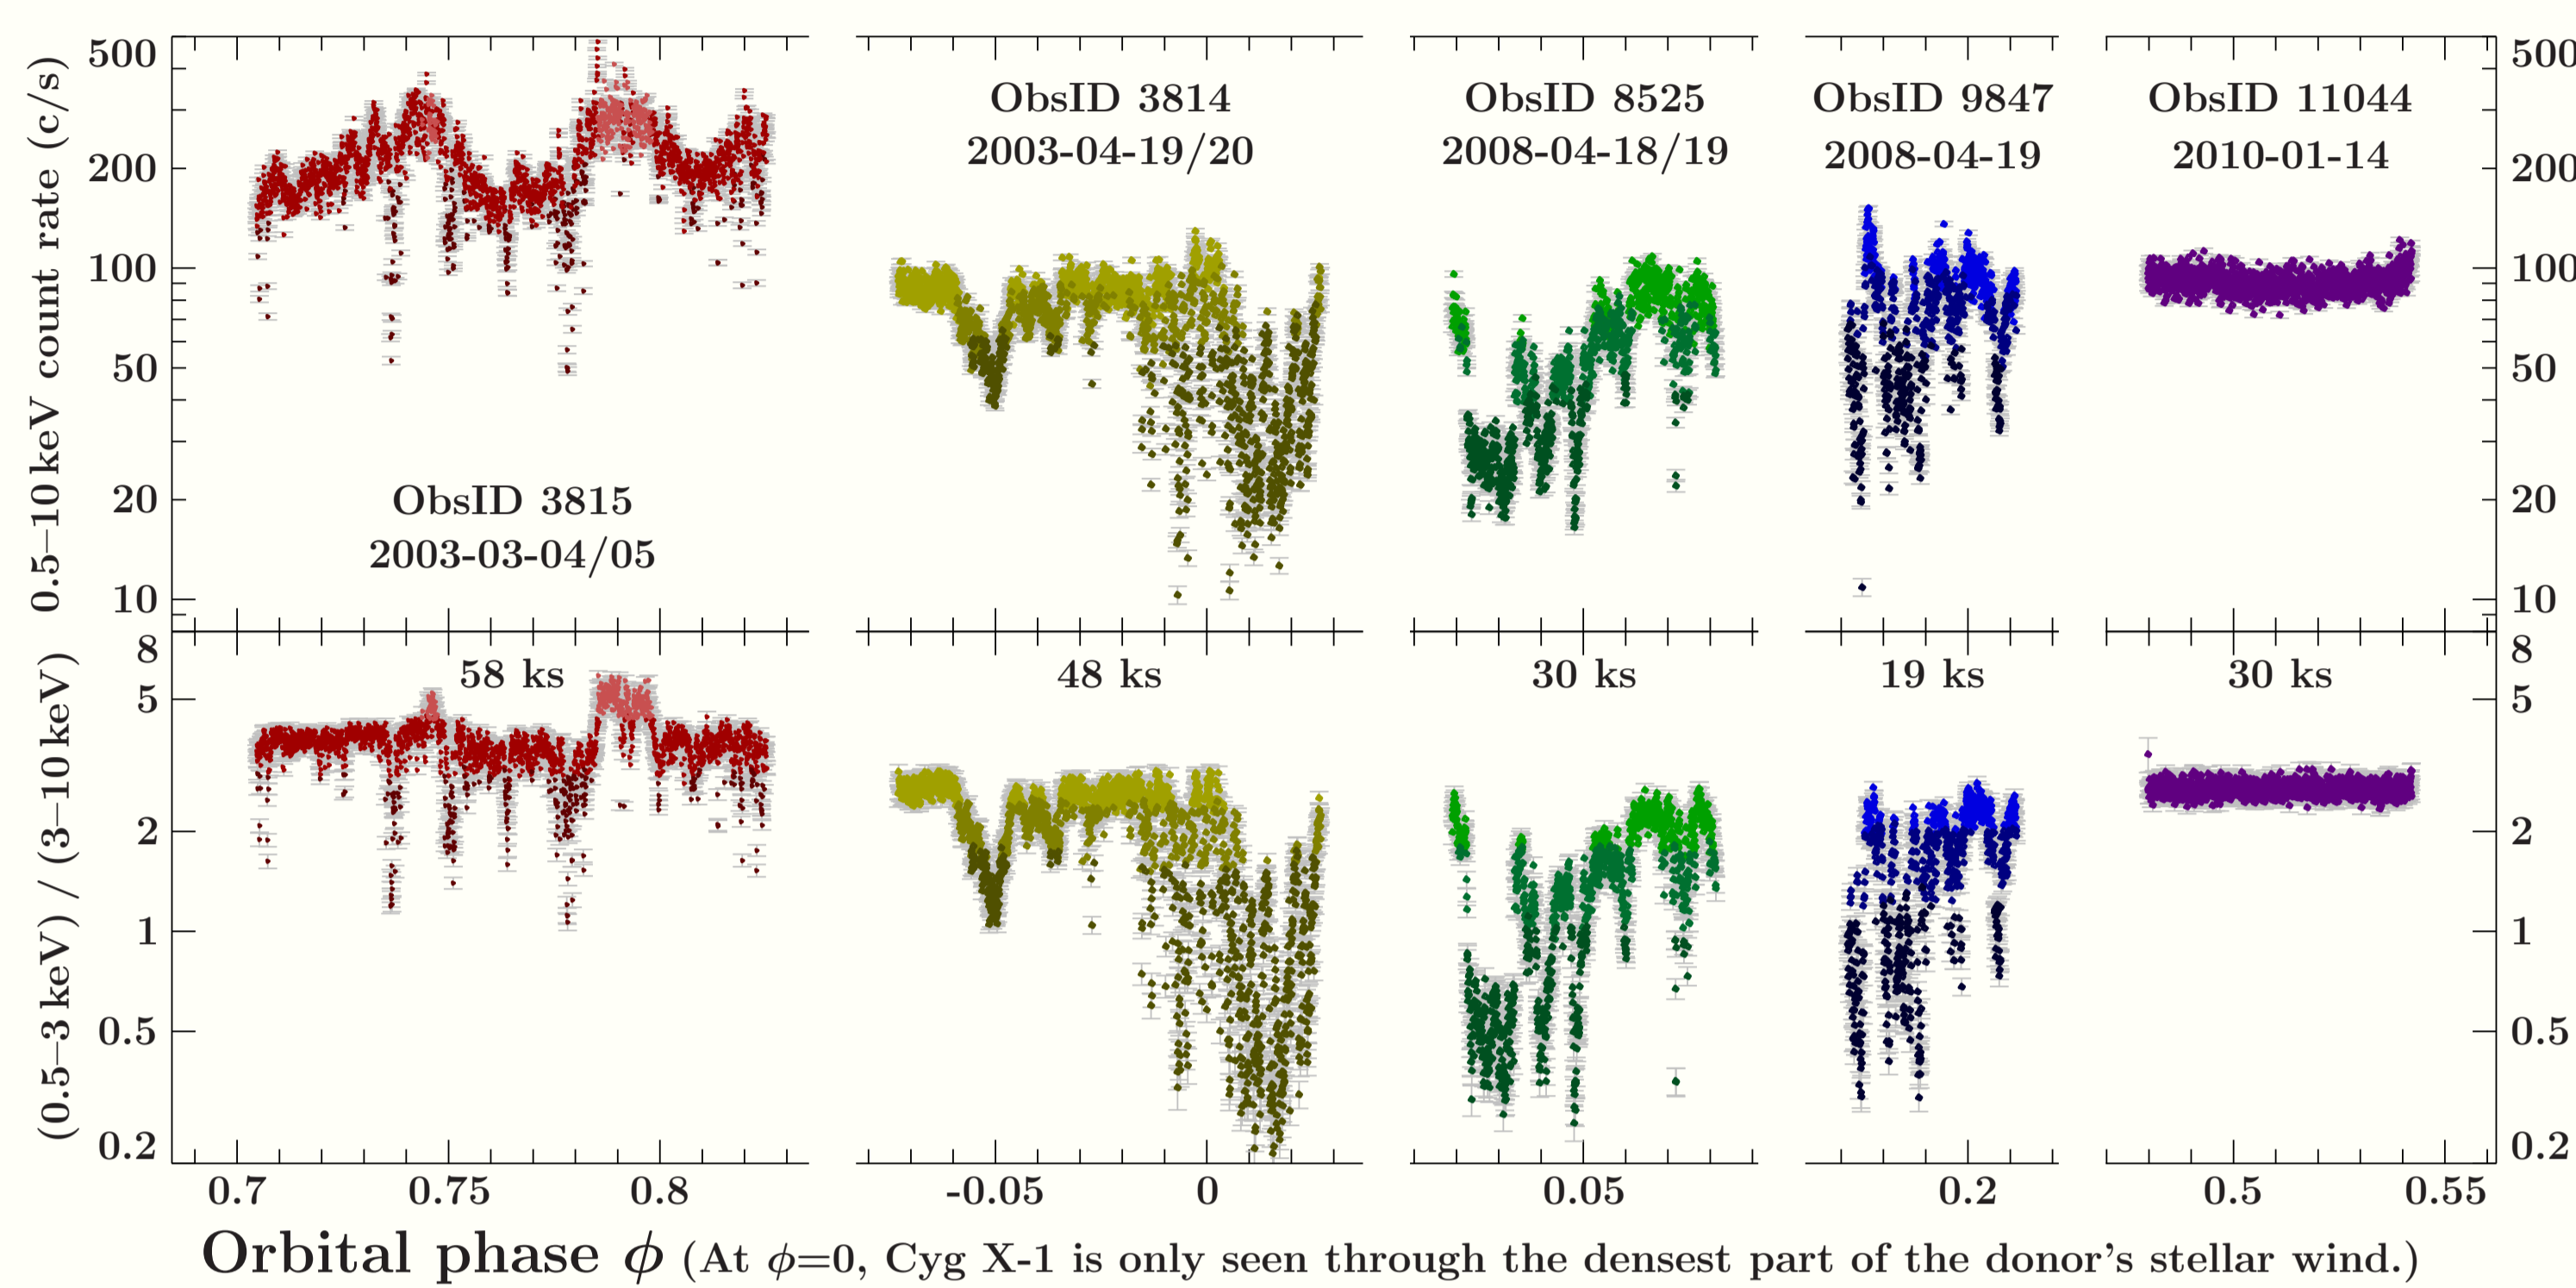 0.5–10 keV count rate (c/s)
500
200
100
50
20
10
ObsID 3815
2003-03-04/05
ObsID 3814
2003-04-19/20
ObsID 8525
2008-04-18/19
ObsID 9847
2008-04-19
ObsID 11044
2010-01-14
500
200
100
50
20
10
(0.5–3 keV) / (3–10 keV)
8
5
2
1
0.5
0.2
58 ks
48 ks
30 ks
19 ks
30 ks
8
5
2
1
0.5
0.2
0.7 0.75 0.8 -0.05 0 0.05 0.2 0.5 0.55
Orbital phase ϕ (At ϕ=0, Cyg X-1 is only seen through the densest part of the donor's stellar wind.)